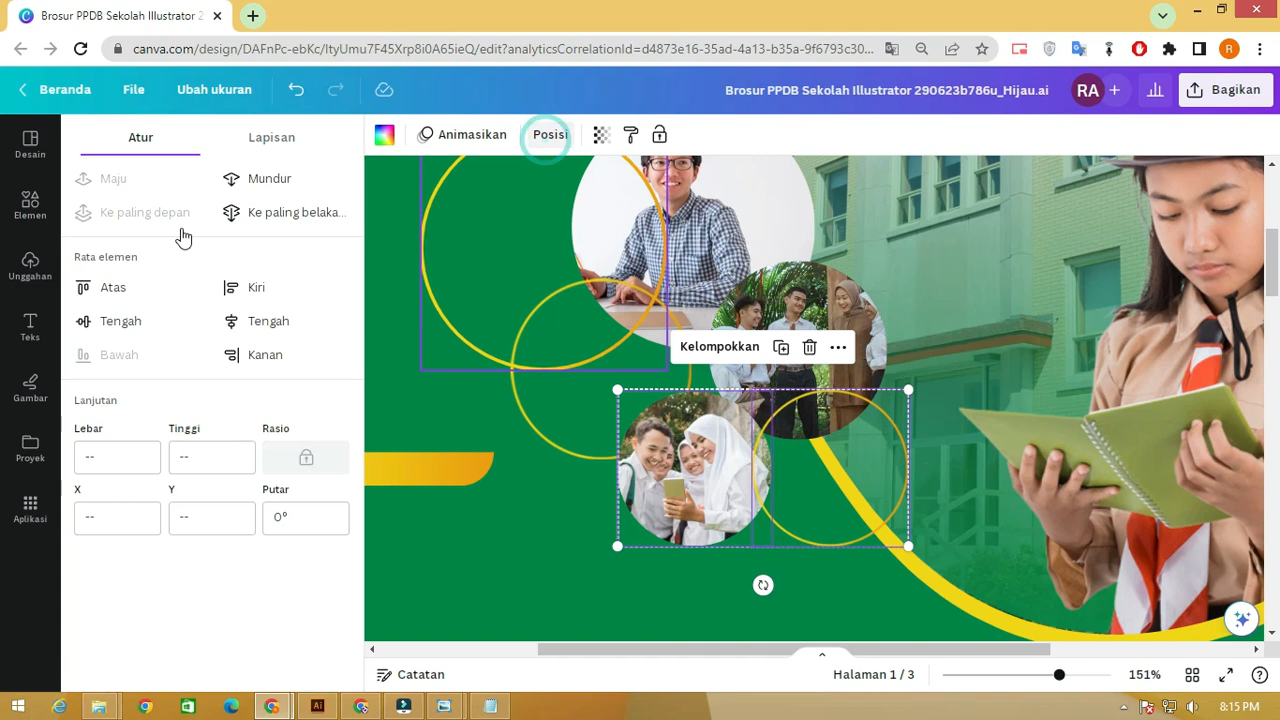 Brosur PPDB Sekolah Illustrator 2
canva.com/design/DAFnPc-ebKc/ItyUmu7F45Xrp8i0A65ieQ/edit?analyticsCorrelationId=d4873e16-35ad-4a13-b35a-9f6793c30...
R
Beranda
File
Ubah ukuran
Brosur PPDB Sekolah Illustrator 290623b786u_Hijau.ai
RA
+
Bagikan
Desain
Elemen
Unggahan
Teks
Gambar
Proyek
Aplikasi
Atur
Lapisan
Maju
Mundur
Ke paling depan
Ke paling belaka...
Rata elemen
Atas
Kiri
Tengah
Tengah
Bawah
Kanan
Lanjutan
Lebar
Tinggi
Rasio
--
--
X
Y
Putar
--
--
0°
Animasikan
Posisi
Kelompokkan
Catatan
Halaman 1 / 3
151%
Ai
8:15 PM